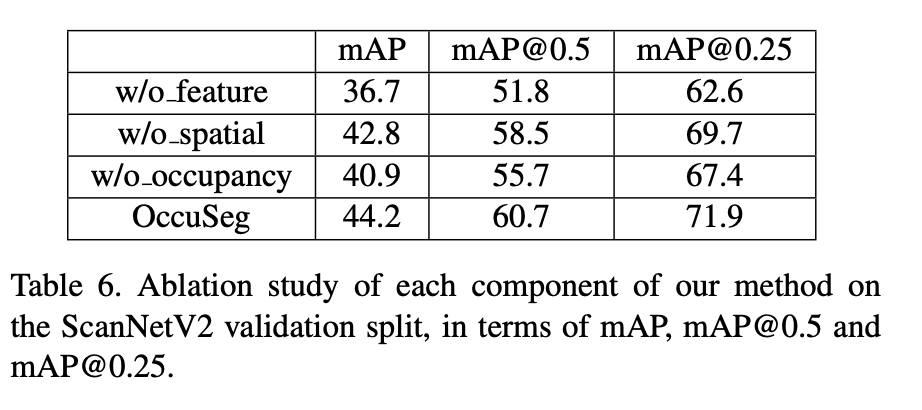 mAP mAP@0.5 mAP@0.25
w/o_feature 36.7 51.8 62.6
w/o_spatial 42.8 58.5 69.7
w/o_occupancy 40.9 55.7 67.4
OccuSeg 44.2 60.7 71.9
Table 6. Ablation study of each component of our method on
the ScanNetV2 validation split, in terms of mAP, mAP@0.5 and
mAP@0.25.